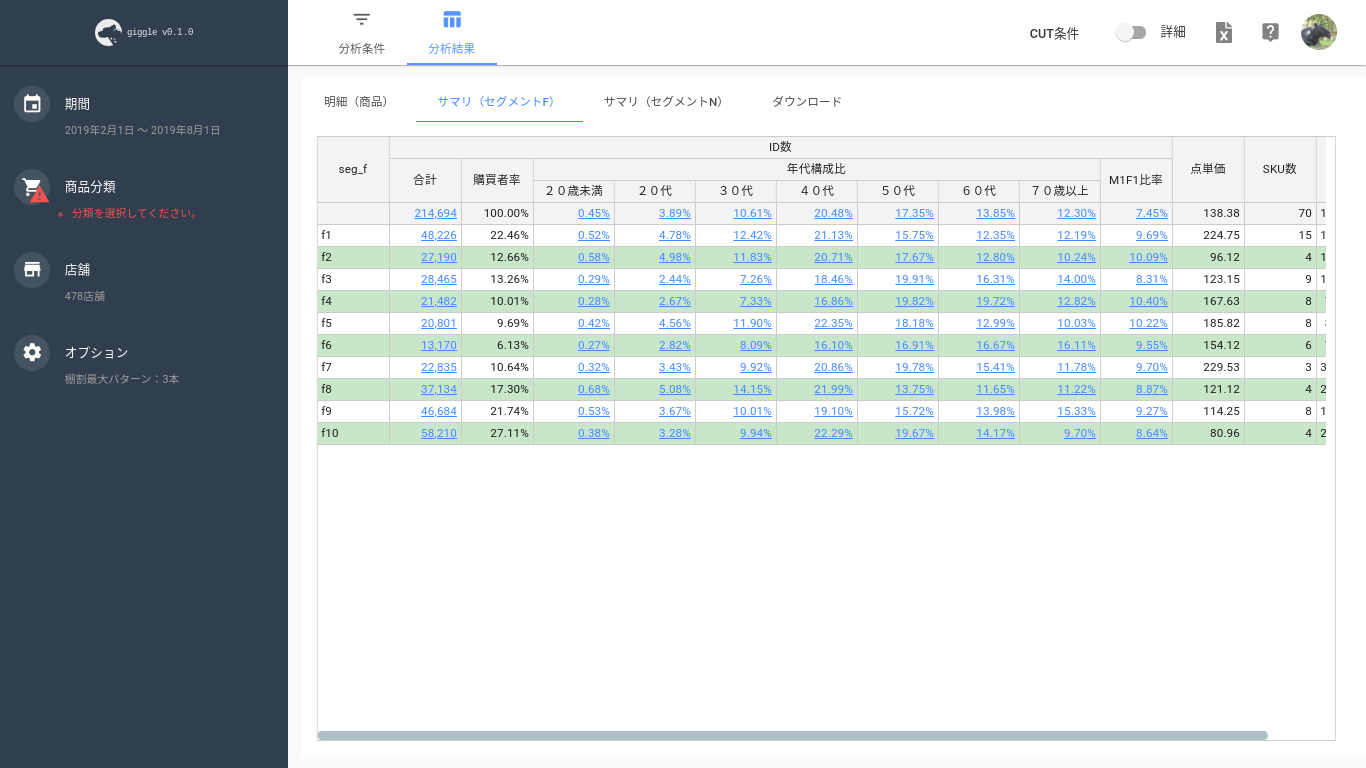 giggle v0.1.0
期間
2019年2月1日 〜 2019年8月1日
商品分類
分類を選択してください。
店舗
478店舗
オプション
棚割最大パターン：3本
分析条件 分析結果 CUT条件 詳細
明細（商品） サマリ（セグメントF） サマリ（セグメントN） ダウンロード
ID数
年代構成比
seg_f 合計 購買者率 M1F1比率 点単価 SKU数
２０歳未満 ２０代 ３０代 ４０代 ５０代 ６０代 ７０歳以上
214,694 100.00% 0.45% 3.89% 10.61% 20.48% 17.35% 13.85% 12.30% 7.45% 138.38 70 1
f1 48,226 22.46% 0.52% 4.78% 12.42% 21.13% 15.75% 12.35% 12.19% 9.69% 224.75 15 1
f2 27,190 12.66% 0.58% 4.98% 11.83% 20.71% 17.67% 12.80% 10.24% 10.09% 96.12 4 1
f3 28,465 13.26% 0.29% 2.44% 7.26% 18.46% 19.91% 16.31% 14.00% 8.31% 123.15 9 1
f4 21,482 10.01% 0.28% 2.67% 7.33% 16.86% 19.82% 19.72% 12.82% 10.40% 167.63 8
f5 20,801 9.69% 0.42% 4.56% 11.90% 22.35% 18.18% 12.99% 10.03% 10.22% 185.82 8
f6 13,170 6.13% 0.27% 2.82% 8.09% 16.10% 16.91% 16.67% 16.11% 9.55% 154.12 6
f7 22,835 10.64% 0.32% 3.43% 9.92% 20.86% 19.78% 15.41% 11.78% 9.70% 229.53 3 3
f8 37,134 17.30% 0.68% 5.08% 14.15% 21.99% 13.75% 11.65% 11.22% 8.87% 121.12 4 2
f9 46,684 21.74% 0.53% 3.67% 10.01% 19.10% 15.72% 13.98% 15.33% 9.27% 114.25 8 1
f10 58,210 27.11% 0.38% 3.28% 9.94% 22.29% 19.67% 14.17% 9.70% 8.64% 80.96 4 2